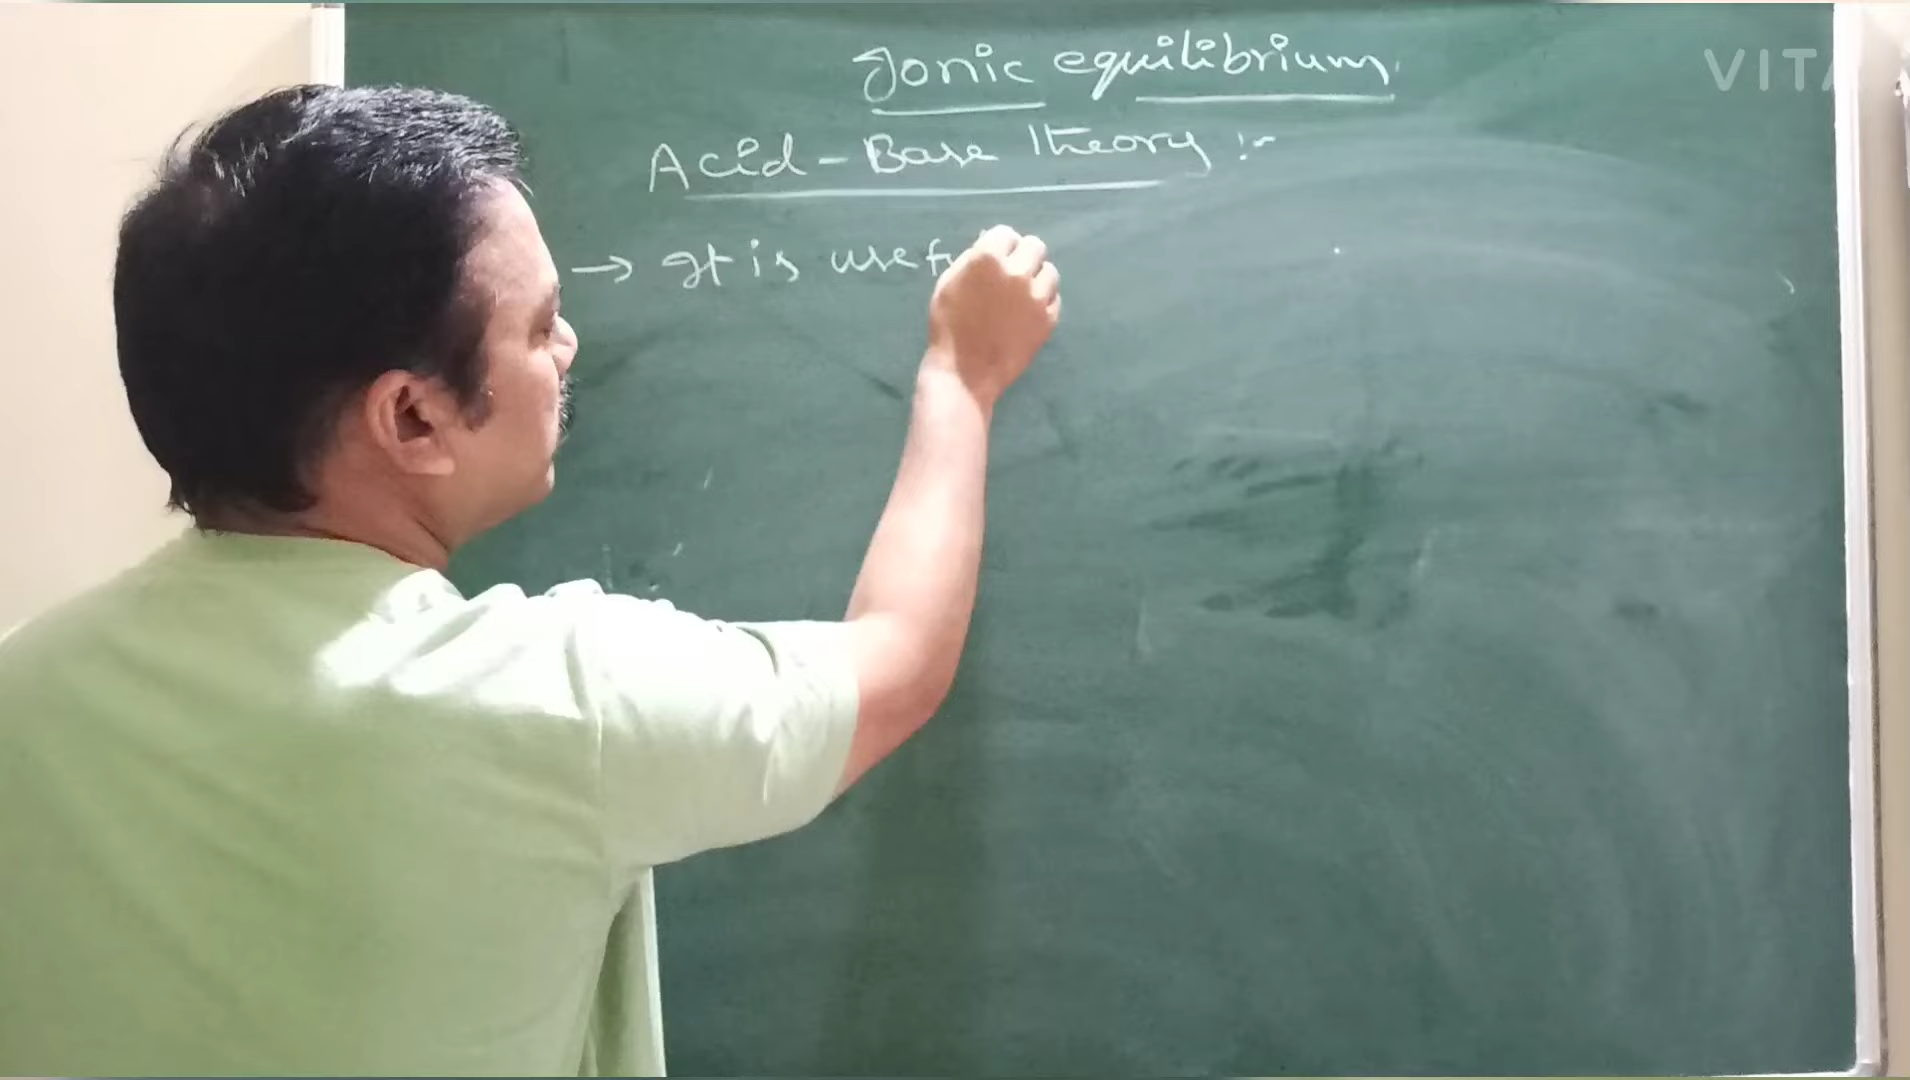 Ionic equilibrium
Acid - Base Theory :-
→ It is usef
VITA